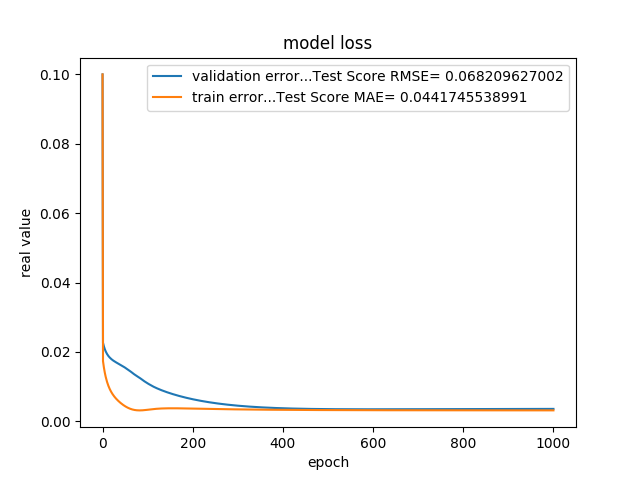 model loss
validation error...Test Score RMSE= 0.068209627002
train error...Test Score MAE= 0.0441745538991
real value
0.10
0.08
0.06
0.04
0.02
0.00
0 200 400 600 800 1000
epoch